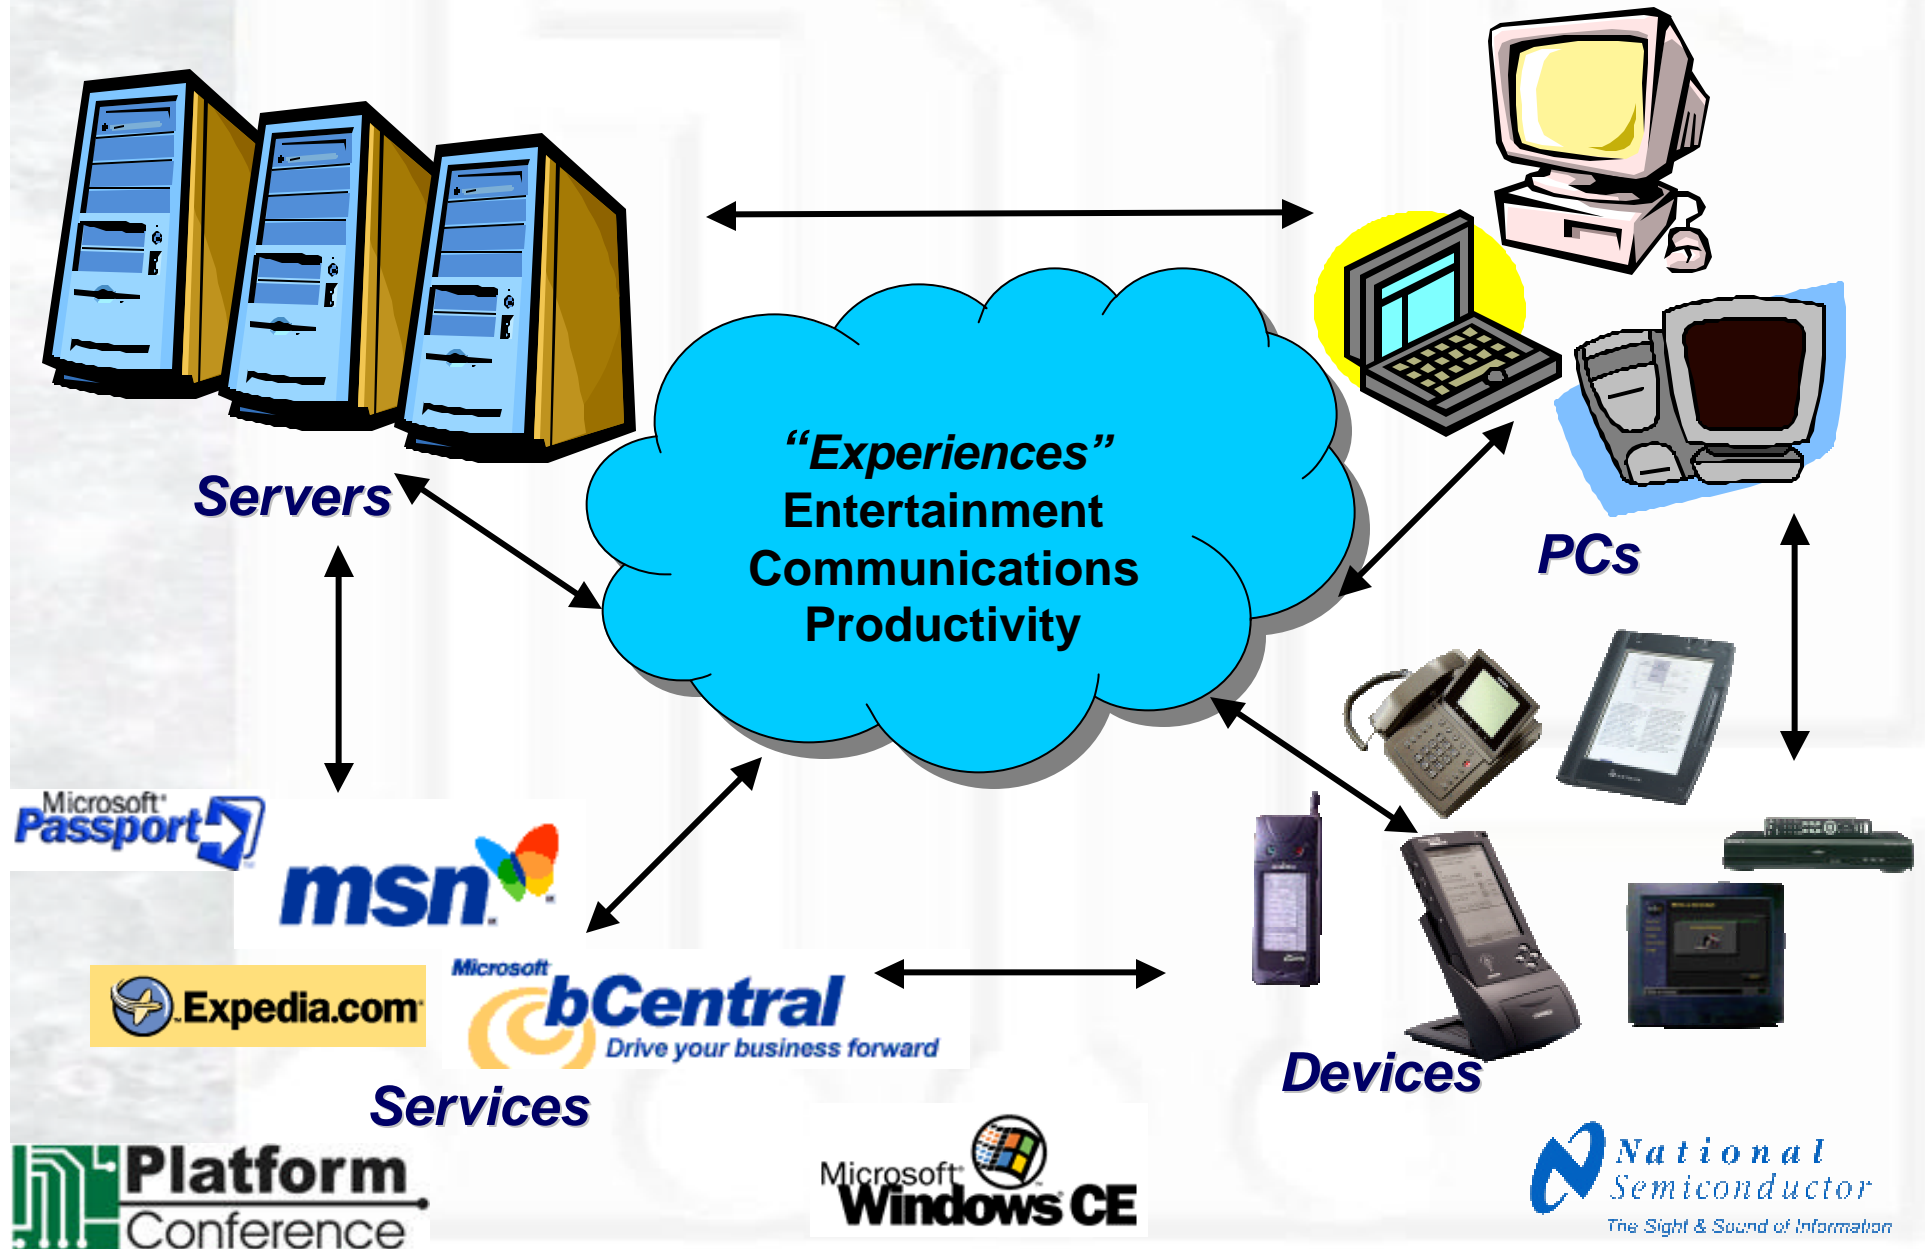 “Experiences”
Entertainment
Communications
Productivity
Servers
PCs
Microsoft®
Passport
msn
Expedia.com
Microsoft
bCentral
Drive your business forward
Services
Devices
Platform
Conference
Microsoft®
Windows CE
National
Semiconductor
The Sight & Sound of Information